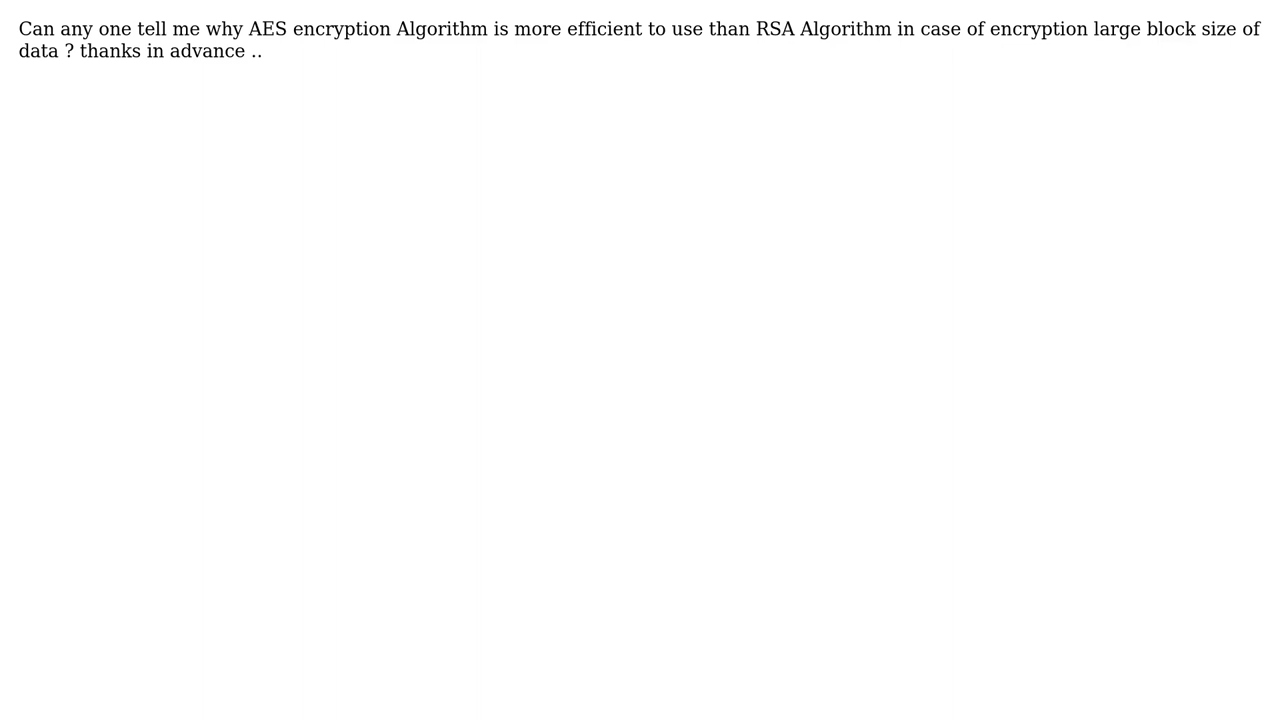 Can any one tell me why AES encryption Algorithm is more efficient to use than RSA Algorithm in case of encryption large block size of
data ? thanks in advance ..